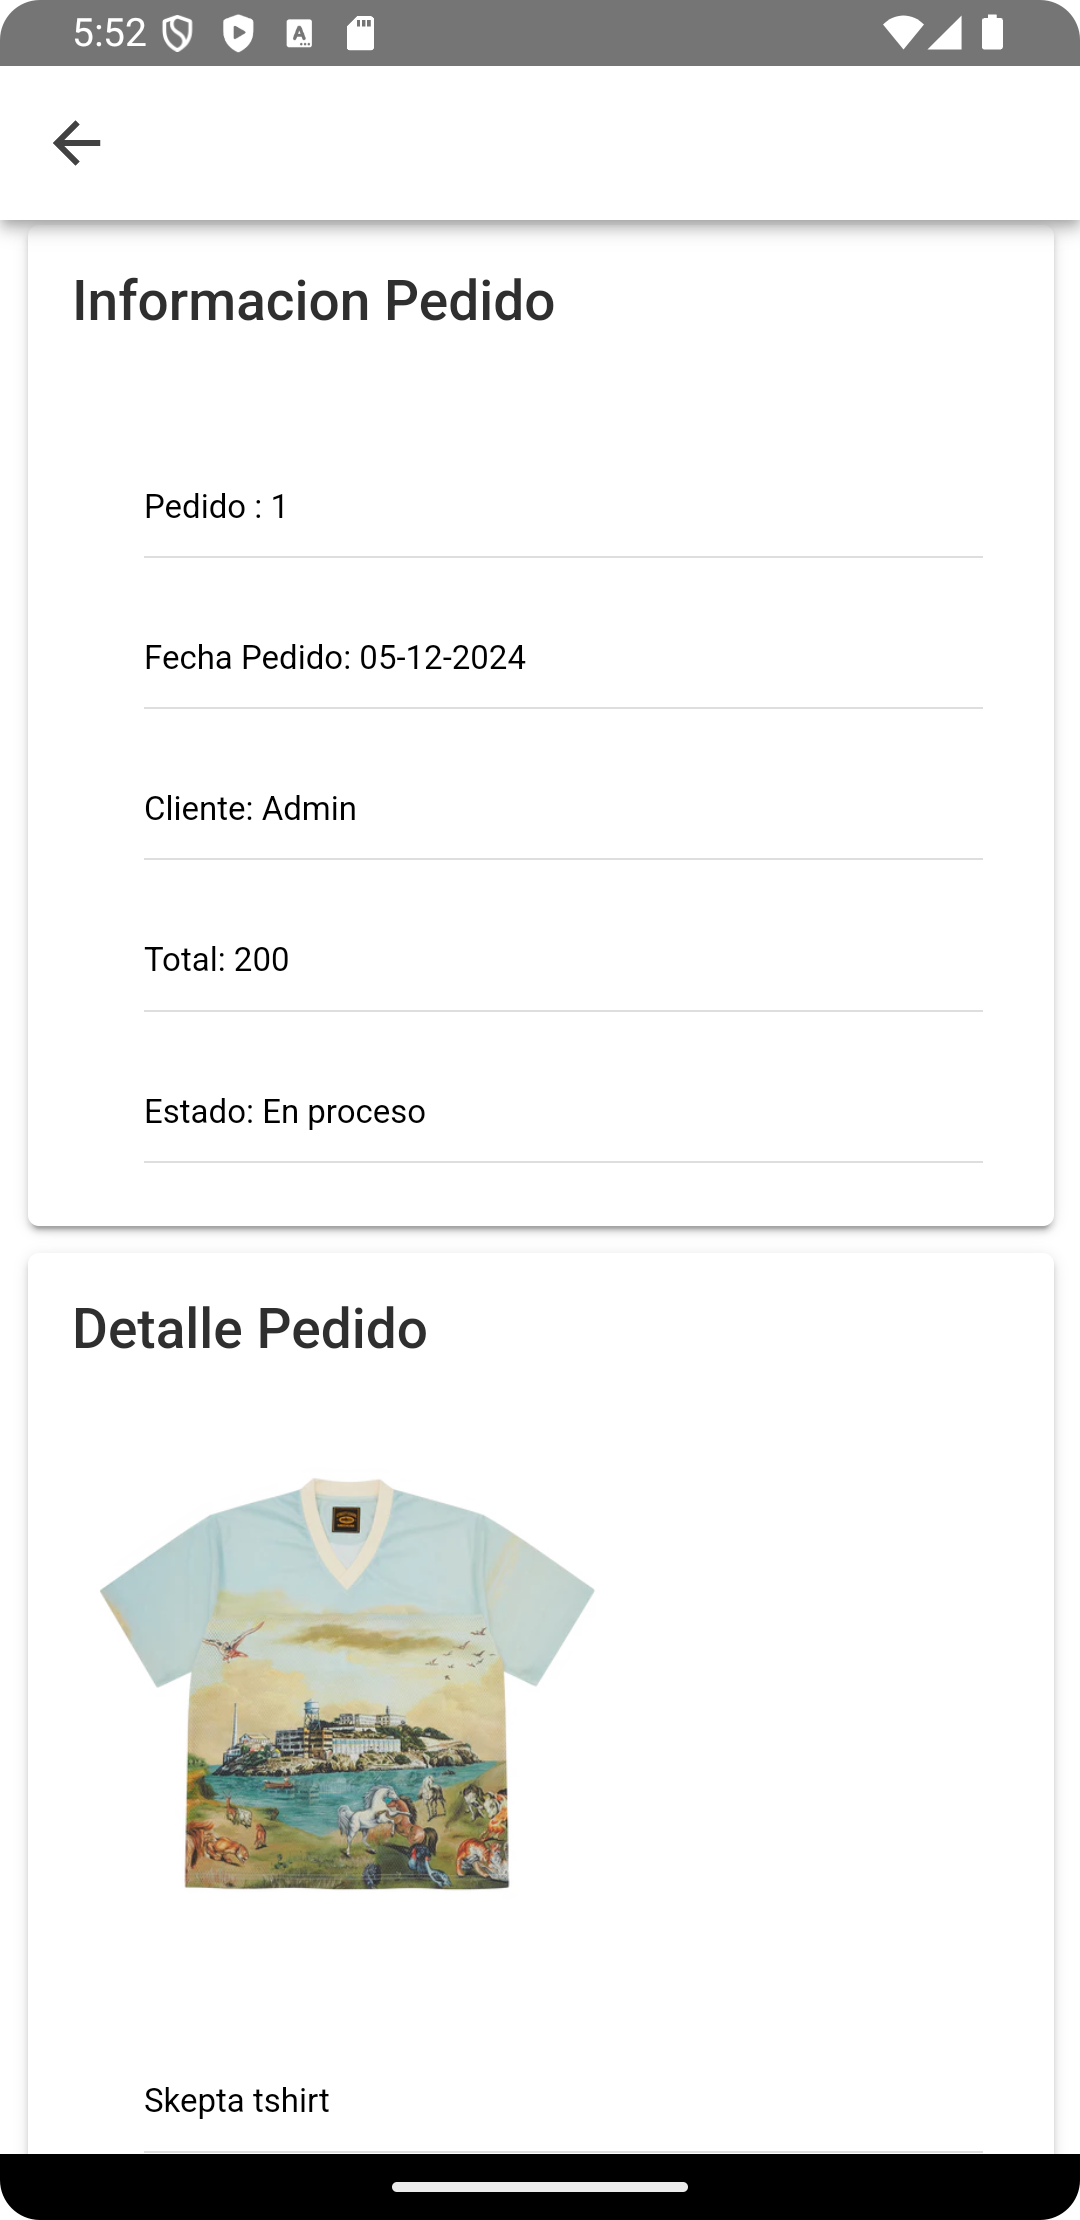 5:52
Informacion Pedido
Pedido : 1
Fecha Pedido: 05-12-2024
Cliente: Admin
Total: 200
Estado: En proceso
Detalle Pedido
Skepta tshirt